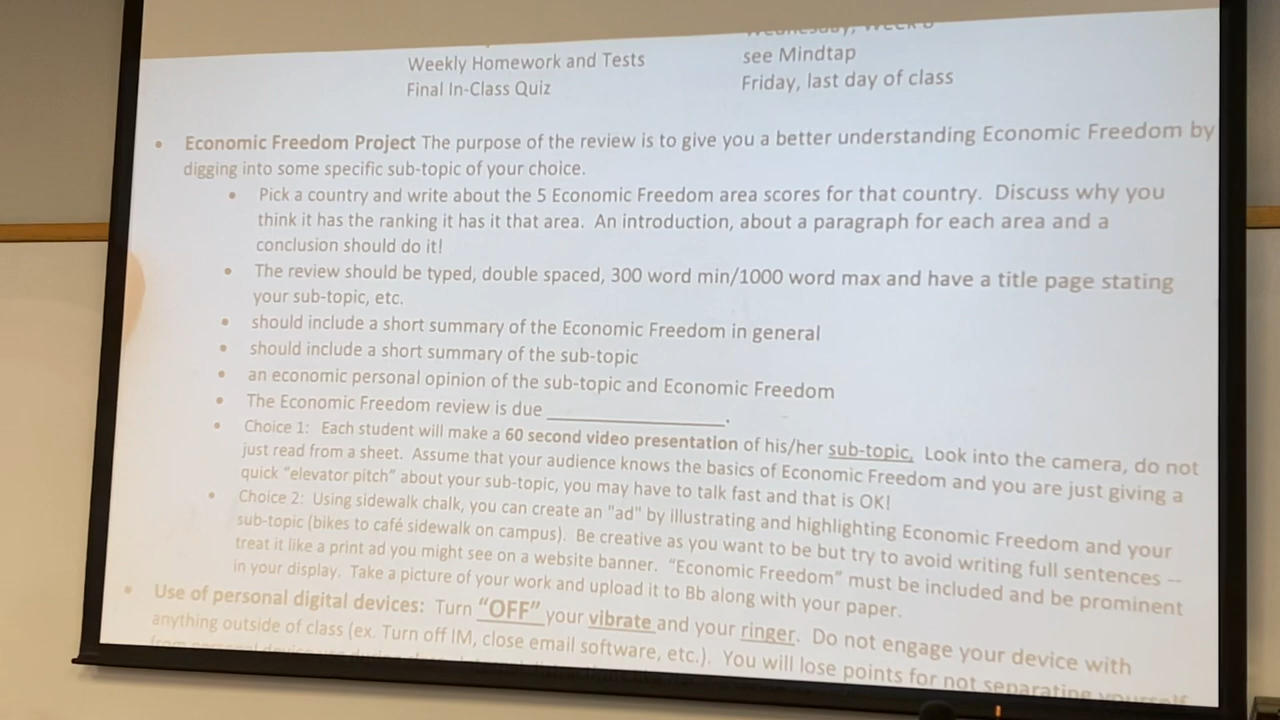 Weekly Homework and Tests see Mindtap
Final In-Class Quiz Friday, last day of class
• Economic Freedom Project The purpose of the review is to give you a better understanding Economic Freedom by
digging into some specific sub-topic of your choice.
• Pick a country and write about the 5 Economic Freedom area scores for that country. Discuss why you
think it has the ranking it has it that area. An introduction, about a paragraph for each area and a
conclusion should do it!
• The review should be typed, double spaced, 300 word min/1000 word max and have a title page stating
your sub-topic, etc.
• should include a short summary of the Economic Freedom in general
• should include a short summary of the sub-topic
• an economic personal opinion of the sub-topic and Economic Freedom
• The Economic Freedom review is due ____________________.
• Choice 1: Each student will make a 60 second video presentation of his/her sub-topic. Look into the camera, do not
just read from a sheet. Assume that your audience knows the basics of Economic Freedom and you are just giving a
quick “elevator pitch” about your sub-topic, you may have to talk fast and that is OK!
• Choice 2: Using sidewalk chalk, you can create an "ad" by illustrating and highlighting Economic Freedom and your
sub-topic (bikes to café sidewalk on campus). Be creative as you want to be but try to avoid writing full sentences --
treat it like a print ad you might see on a website banner. “Economic Freedom” must be included and be prominent
in your display. Take a picture of your work and upload it to Bb along with your paper.
• Use of personal digital devices: Turn “OFF” your vibrate and your ringer. Do not engage your device with
anything outside of class (ex. Turn off IM, close email software, etc.). You will lose points for not separating yourself